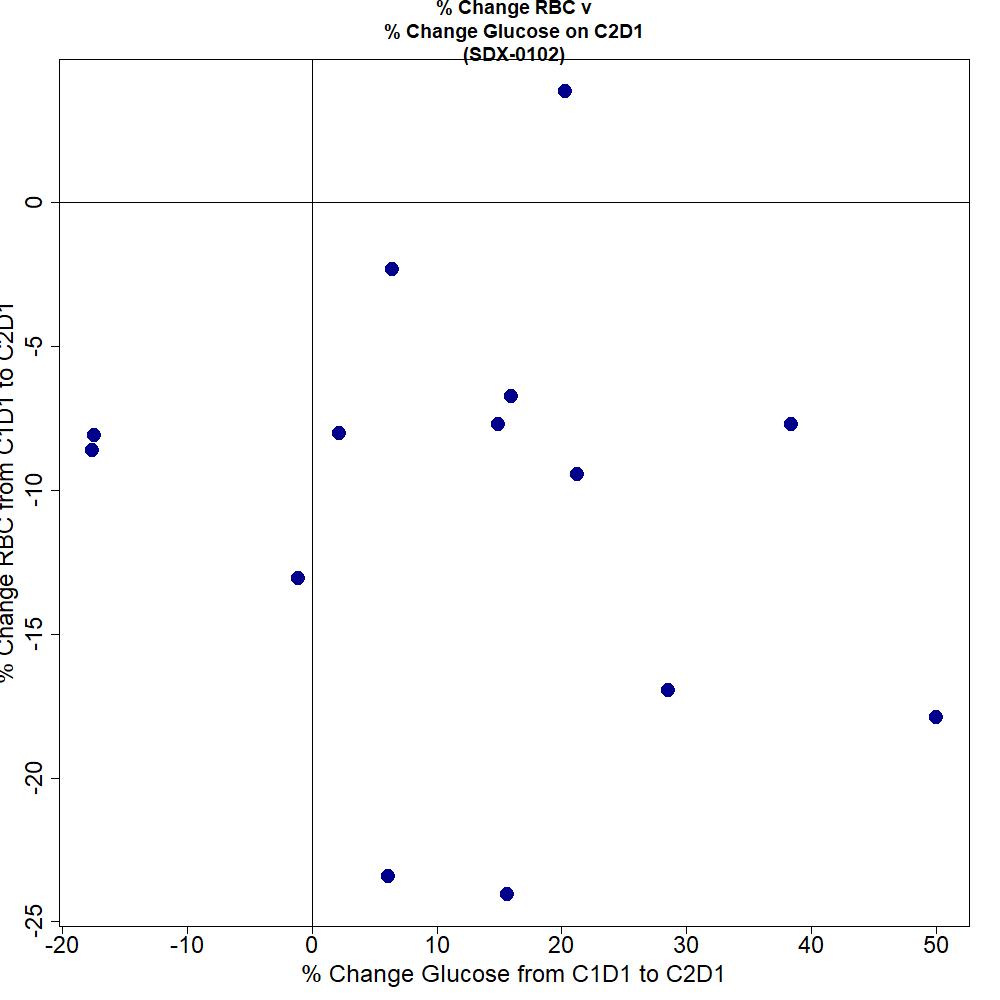 % Change RBC v
% Change Glucose on C2D1
(SDX-0102)
% Change RBC from C1D1 to C2D1
0
-5
-10
-15
-20
-25
-20
-10
0
10
20
30
40
50
% Change Glucose from C1D1 to C2D1